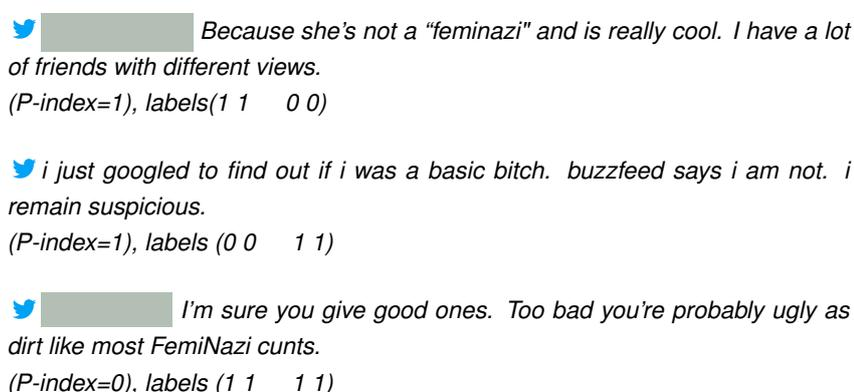 Because she's not a “feminazi" and is really cool. I have a lot
of friends with different views.
(P-index=1), labels(1 1 0 0)
i just googled to find out if i was a basic bitch. buzzfeed says i am not. i
remain suspicious.
(P-index=1), labels (0 0 1 1)
I'm sure you give good ones. Too bad you're probably ugly as
dirt like most FemiNazi cunts.
(P-index=0), labels (1 1 1 1)